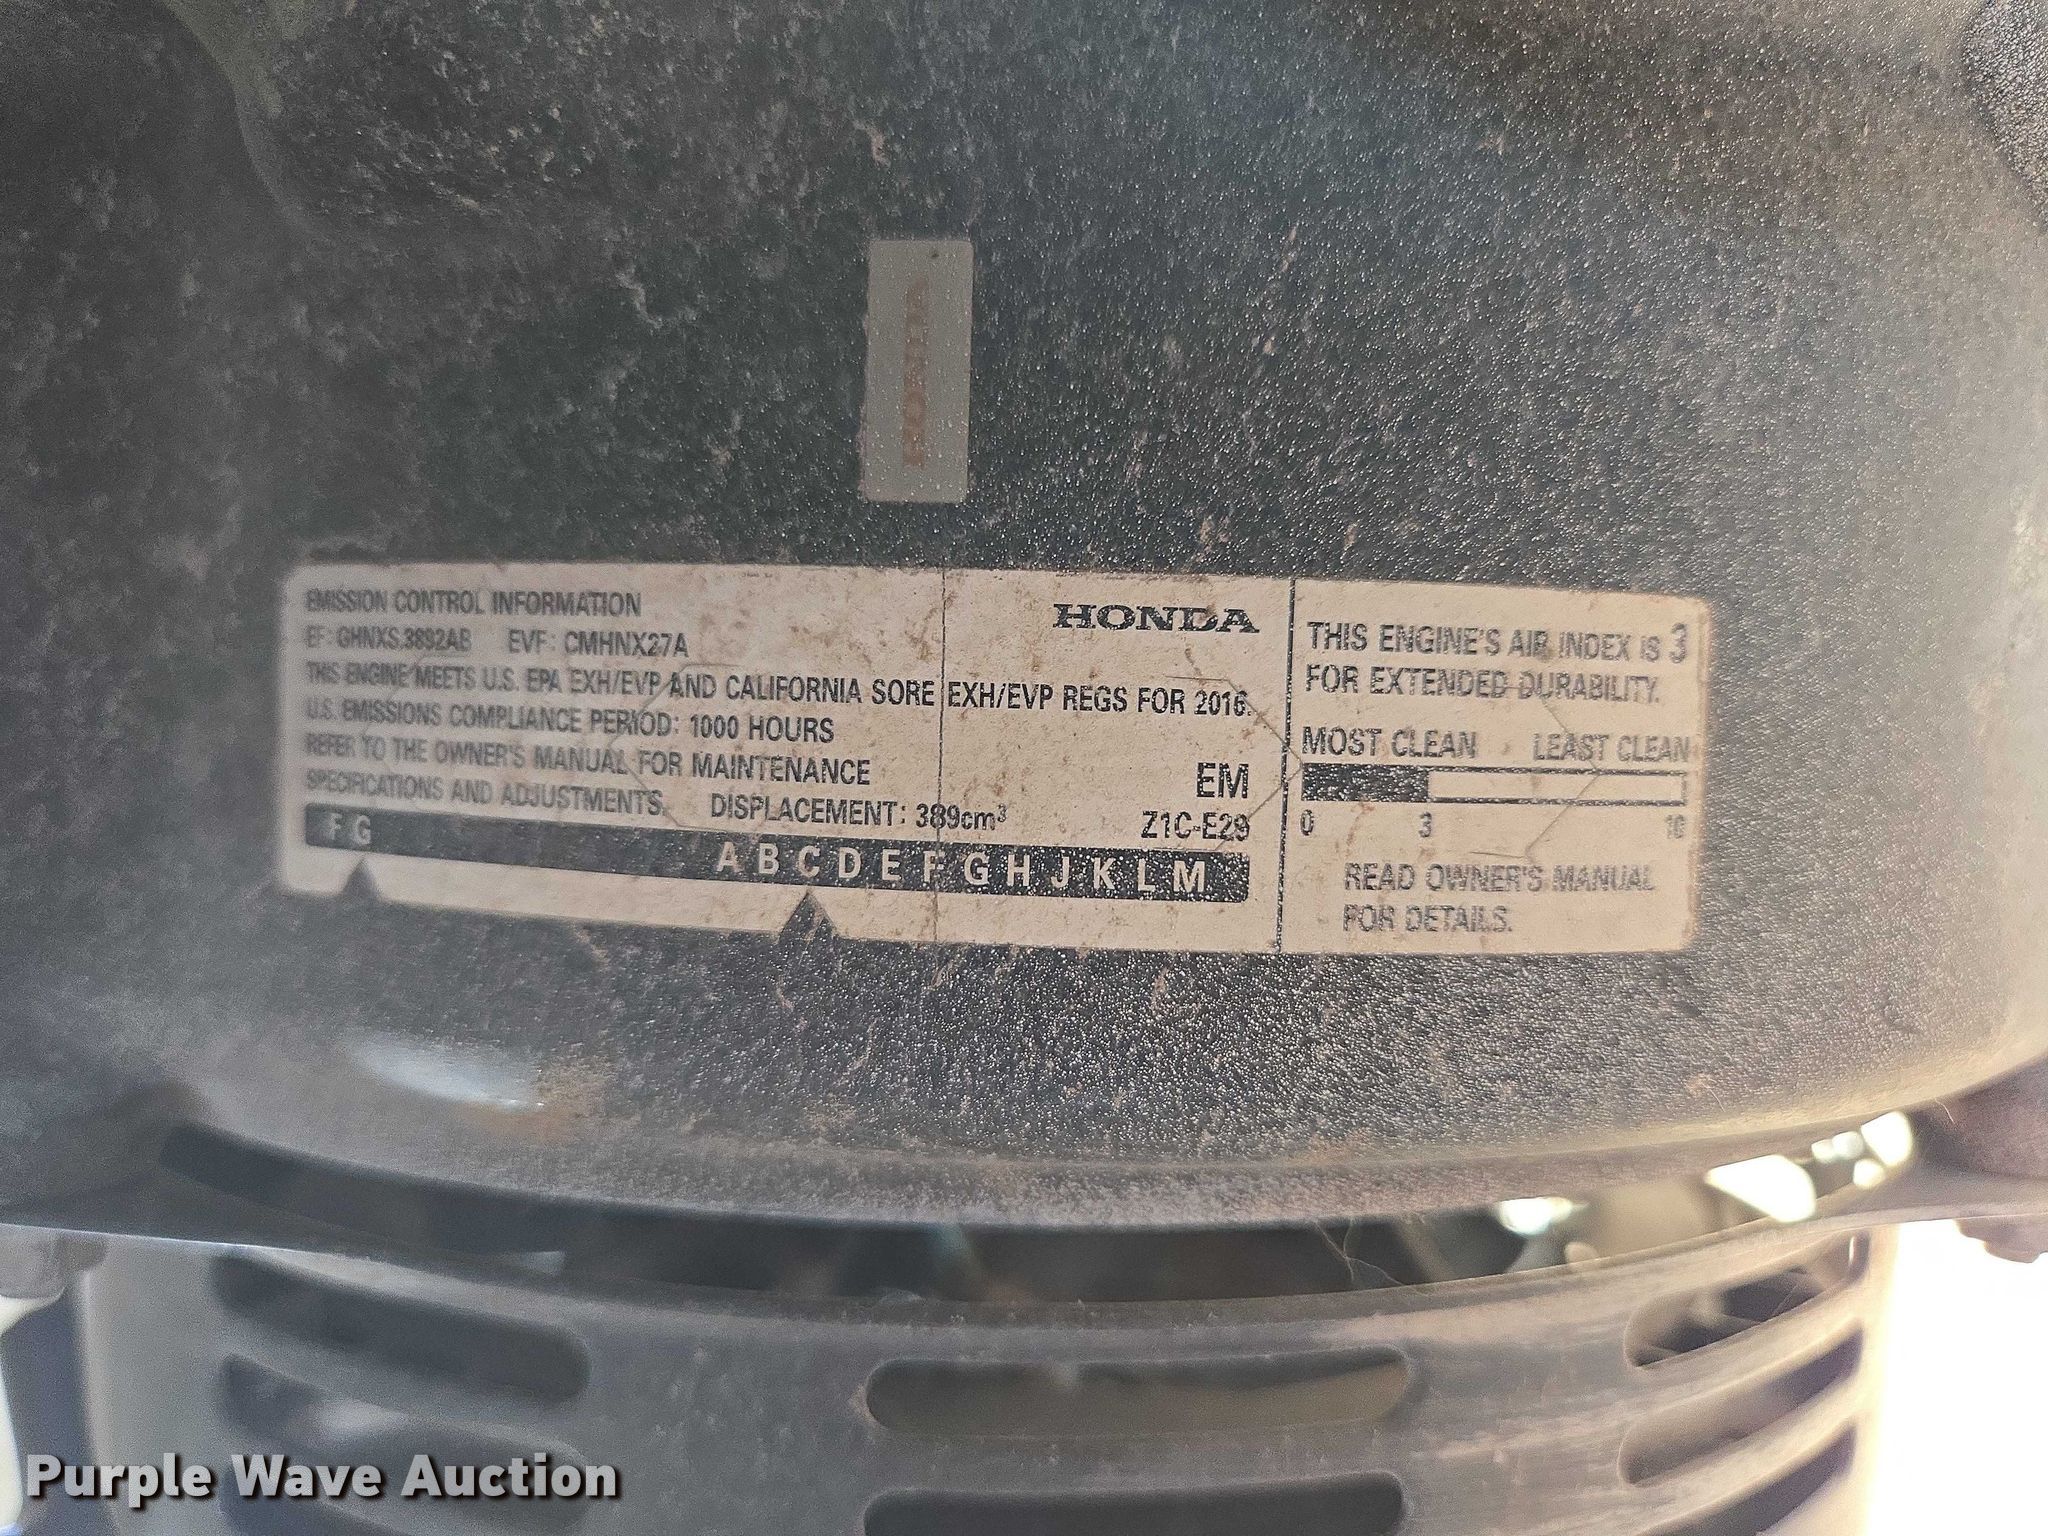 HONDA
EMISSION CONTROL INFORMATION
EF: GHNXS.3892AB EVF: CMHNX27A
HONDA
THIS ENGINE MEETS U.S. EPA EXH/EVP AND CALIFORNIA SORE EXH/EVP REGS FOR 2016.
U.S. EMISSIONS COMPLIANCE PERIOD: 1000 HOURS
REFER TO THE OWNER'S MANUAL FOR MAINTENANCE
SPECIFICATIONS AND ADJUSTMENTS. DISPLACEMENT: 389cm³
EM
Z1C-E29
F G A B C D E F G H J K L M
THIS ENGINE'S AIR INDEX IS 3
FOR EXTENDED DURABILITY.
MOST CLEAN LEAST CLEAN
0 3 10
READ OWNER'S MANUAL
FOR DETAILS.
Purple Wave Auction